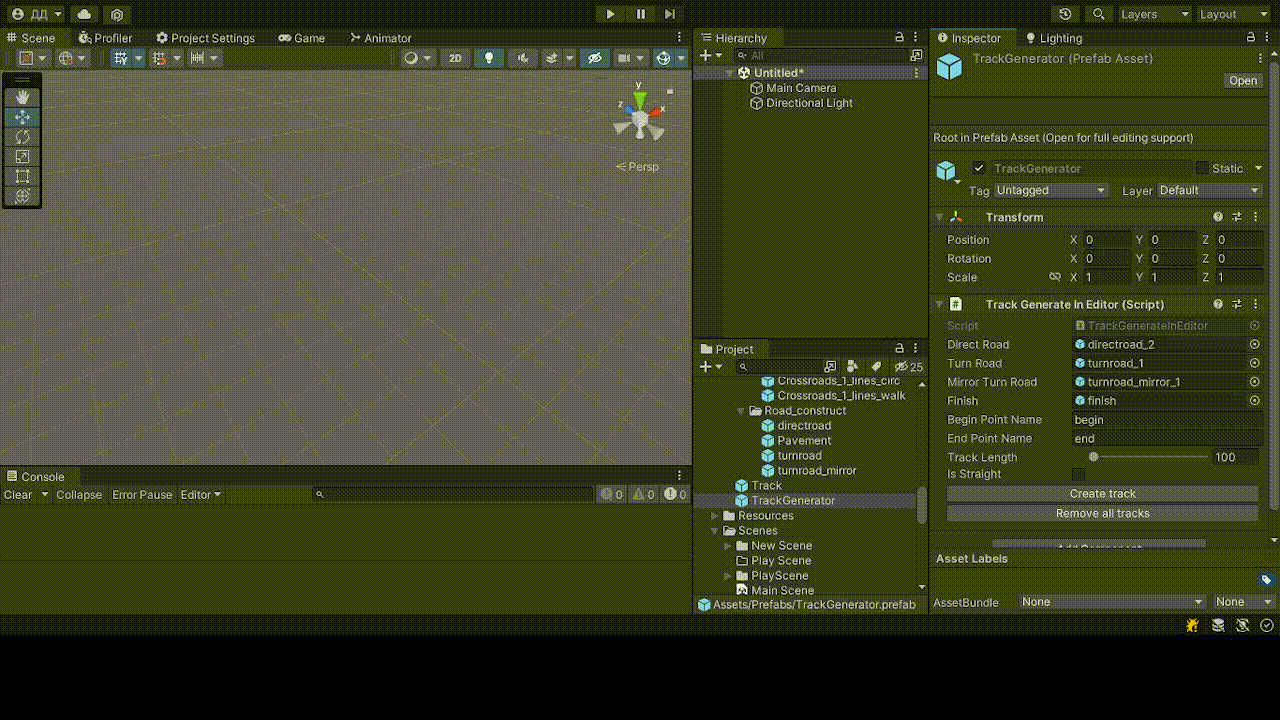 Layers
Layout
Scene
Profiler
Project Settings
Game
Animator
2D
y
z
x
Persp
Hierarchy
All
Untitled*
Main Camera
Directional Light
Project
25
Crossroads_1_lines_circ
Crossroads_1_lines_walk
Road_construct
directroad
Pavement
turnroad
turnroad_mirror
Track
TrackGenerator
Resources
Scenes
New Scene
Play Scene
PlayScene
Main Scene
Assets/Prefabs/TrackGenerator.prefab
Console
Clear
Collapse
Error Pause
Editor
0
0
0
Inspector
Lighting
TrackGenerator (Prefab Asset)
Open
Root in Prefab Asset (Open for full editing support)
TrackGenerator
Static
Tag Untagged
Layer Default
Transform
Position X 0 Y 0 Z 0
Rotation X 0 Y 0 Z 0
Scale X 1 Y 1 Z 1
#
Track Generate In Editor (Script)
Script TrackGenerateInEditor
Direct Road directroad_2
Turn Road turnroad_1
Mirror Turn Road turnroad_mirror_1
Finish finish
Begin Point Name begin
End Point Name end
Track Length 100
Is Straight
Create track
Remove all tracks
Add Component
Asset Labels
AssetBundle None None